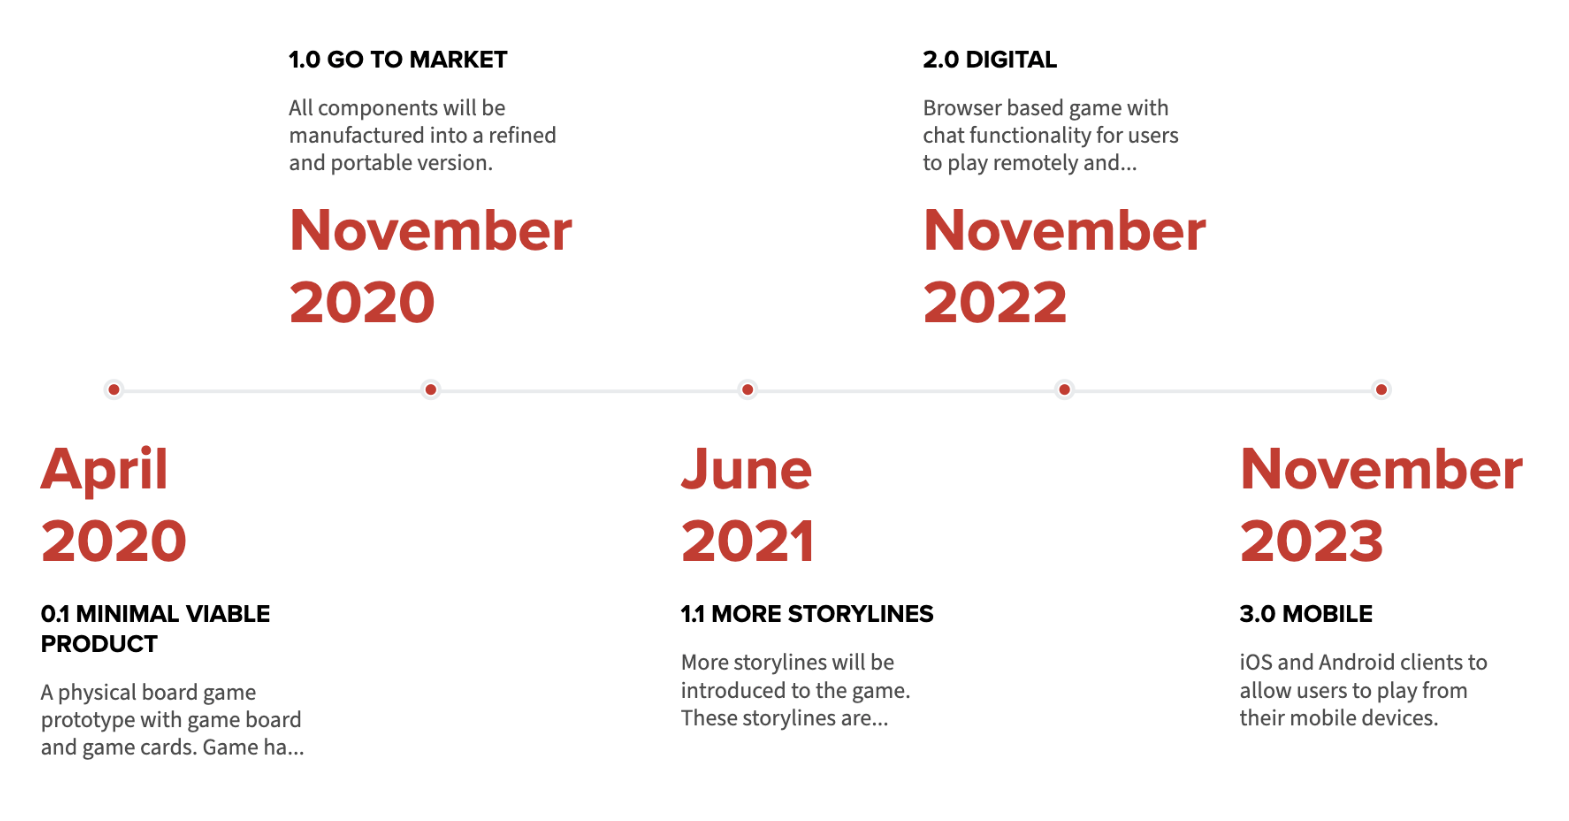 1.0 GO TO MARKET
All components will be
manufactured into a refined
and portable version.
November
2020
2.0 DIGITAL
Browser based game with
chat functionality for users
to play remotely and...
November
2022
April
2020
0.1 MINIMAL VIABLE
PRODUCT
A physical board game
prototype with game board
and game cards. Game ha...
June
2021
1.1 MORE STORYLINES
More storylines will be
introduced to the game.
These storylines are...
November
2023
3.0 MOBILE
iOS and Android clients to
allow users to play from
their mobile devices.